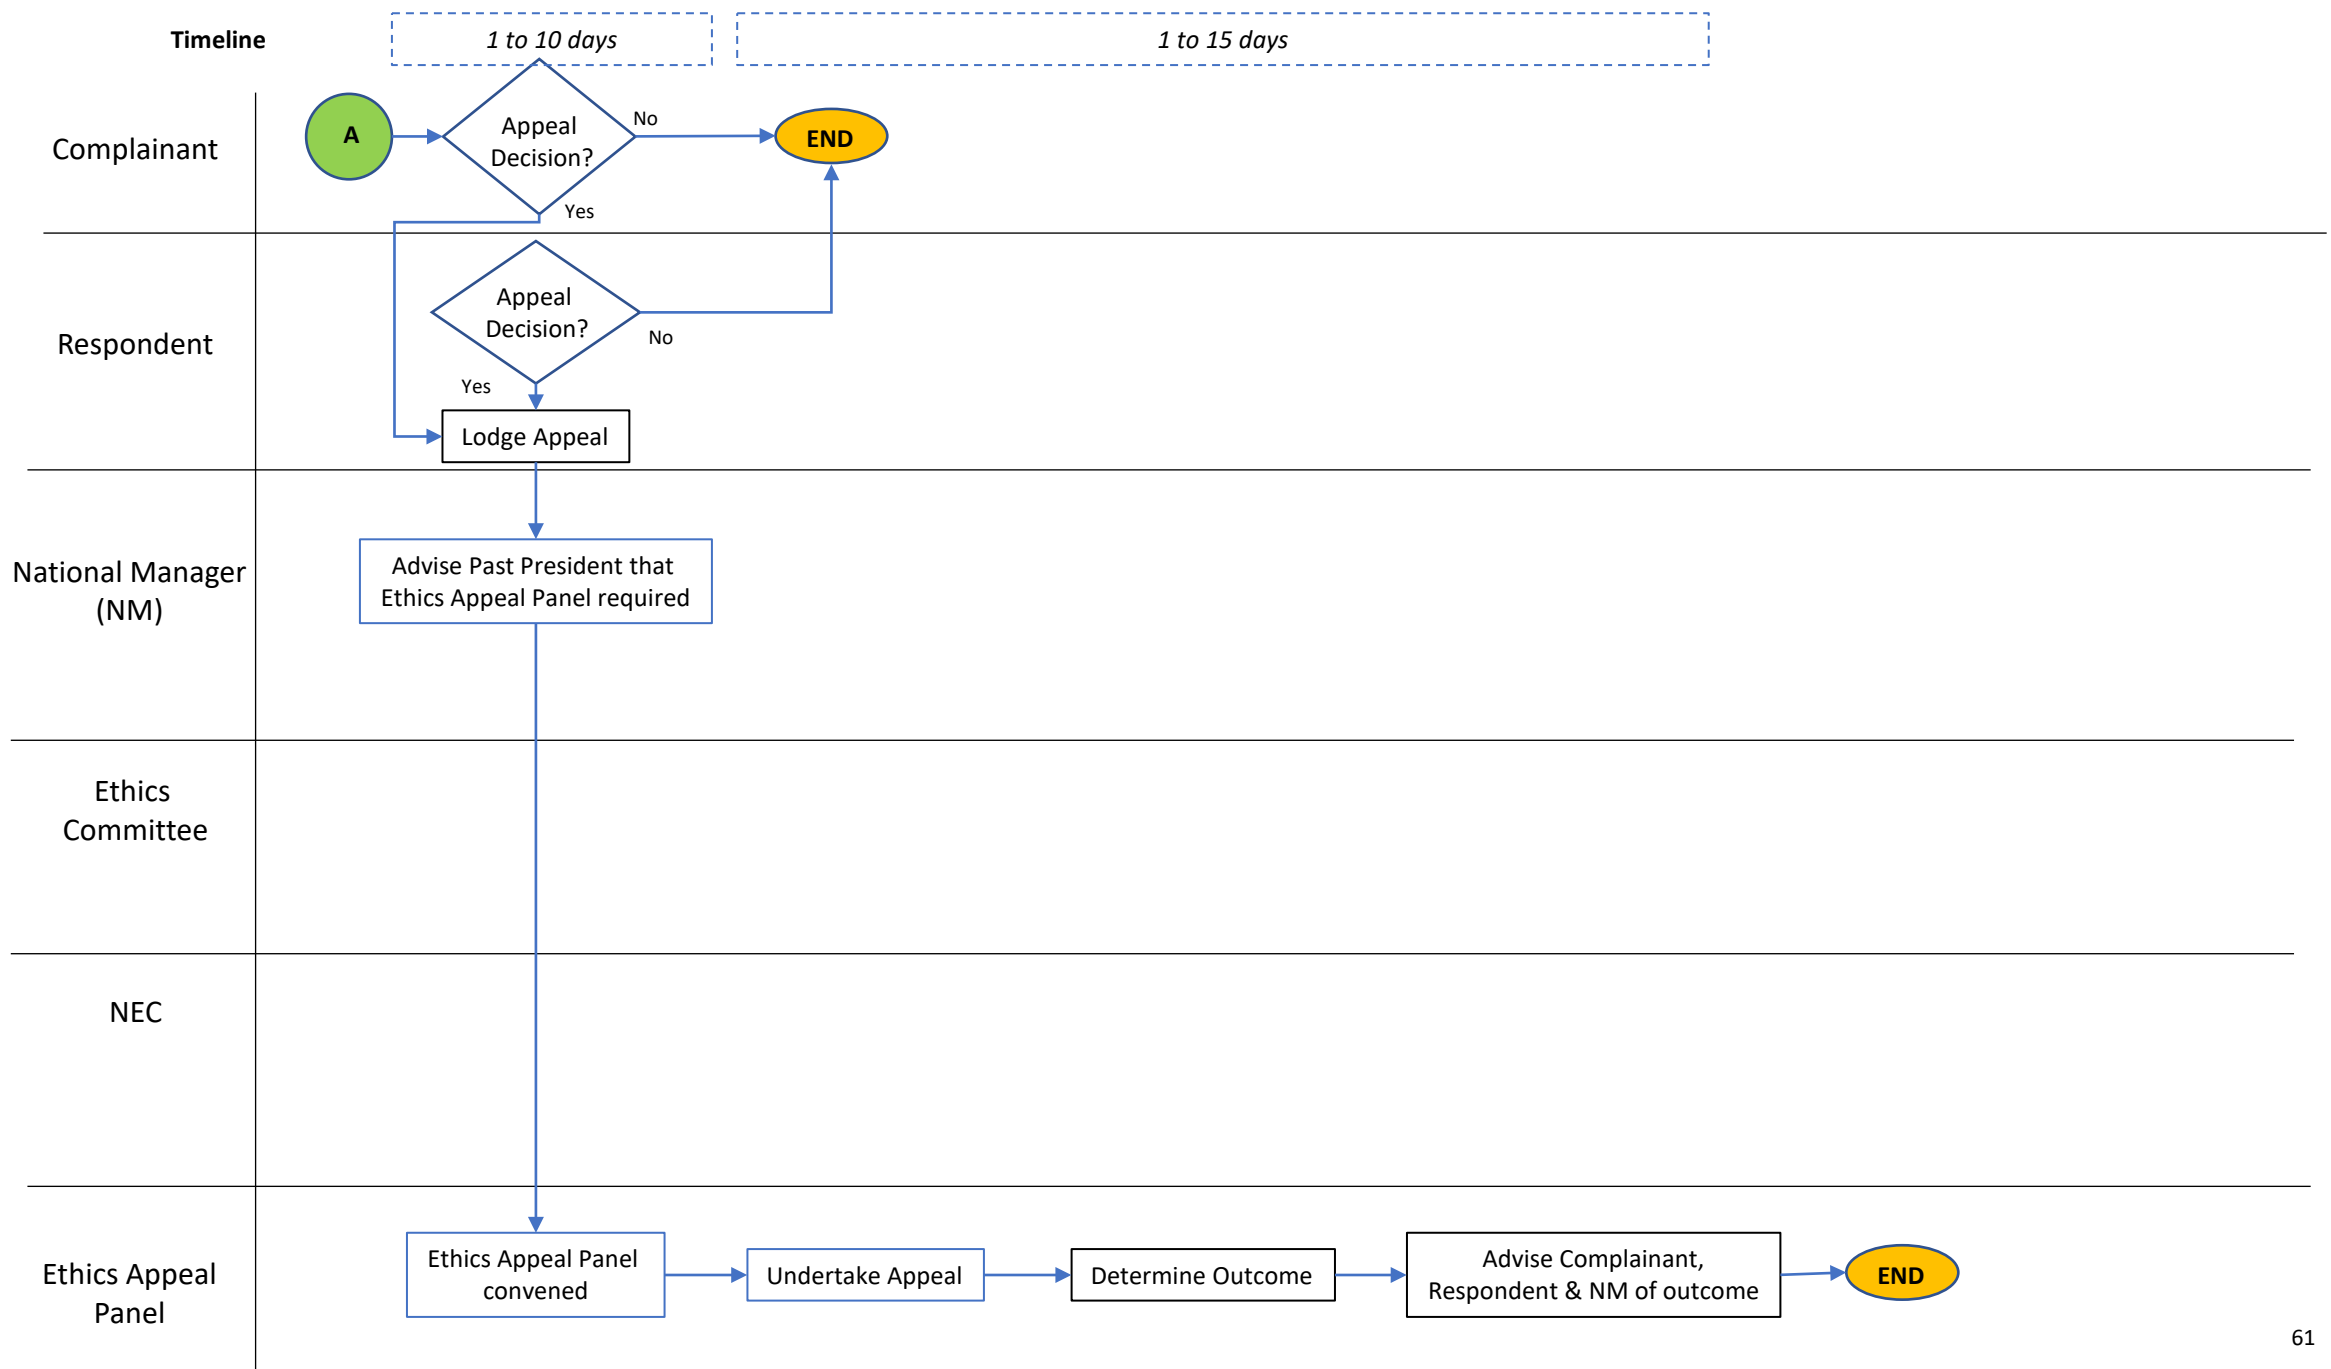 Timeline
1 to 10 days
1 to 15 days
Complainant
A
Appeal
Decision?
No
END
Yes
Respondent
Appeal
Decision?
No
Yes
Lodge Appeal
National Manager
(NM)
Advise Past President that
Ethics Appeal Panel required
Ethics
Committee
NEC
Ethics Appeal
Panel
Ethics Appeal Panel
convened
Undertake Appeal
Determine Outcome
Advise Complainant,
Respondent & NM of outcome
END
61